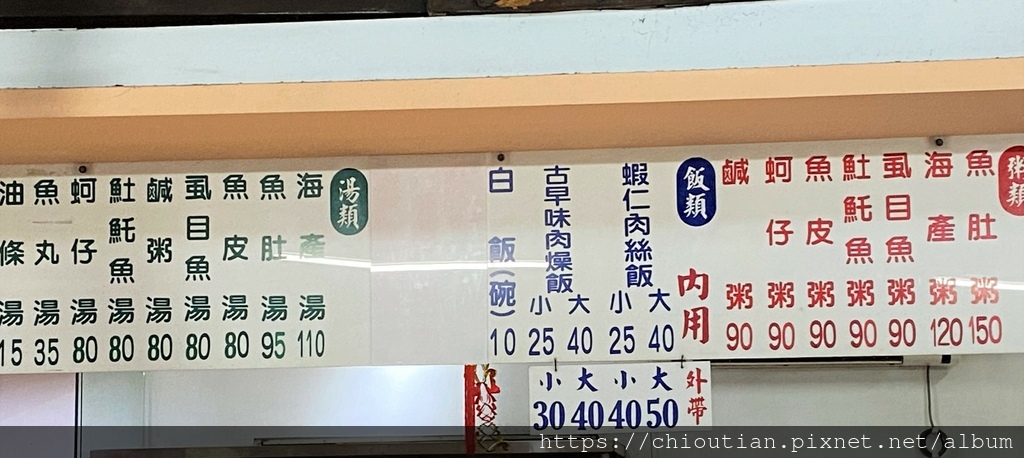 粥類
魚肚粥 150
海產粥 120
虱目魚粥 90
𩵚魠魚粥 90
魚皮粥 90
蚵仔粥 90
鹹粥 90
飯類
內用
蝦仁肉絲飯
大 40
小 25
古早味肉燥飯
大 40
小 25
白飯(碗) 10
外帶
大 50
小 40
大 40
小 30
湯類
海產湯 110
魚肚湯 95
魚皮湯 80
虱目魚湯 80
鹹粥湯 80
𩵚魠魚湯 80
蚵仔湯 80
魚丸湯 35
油條湯 15
https://chioutian.pixnet.net/album